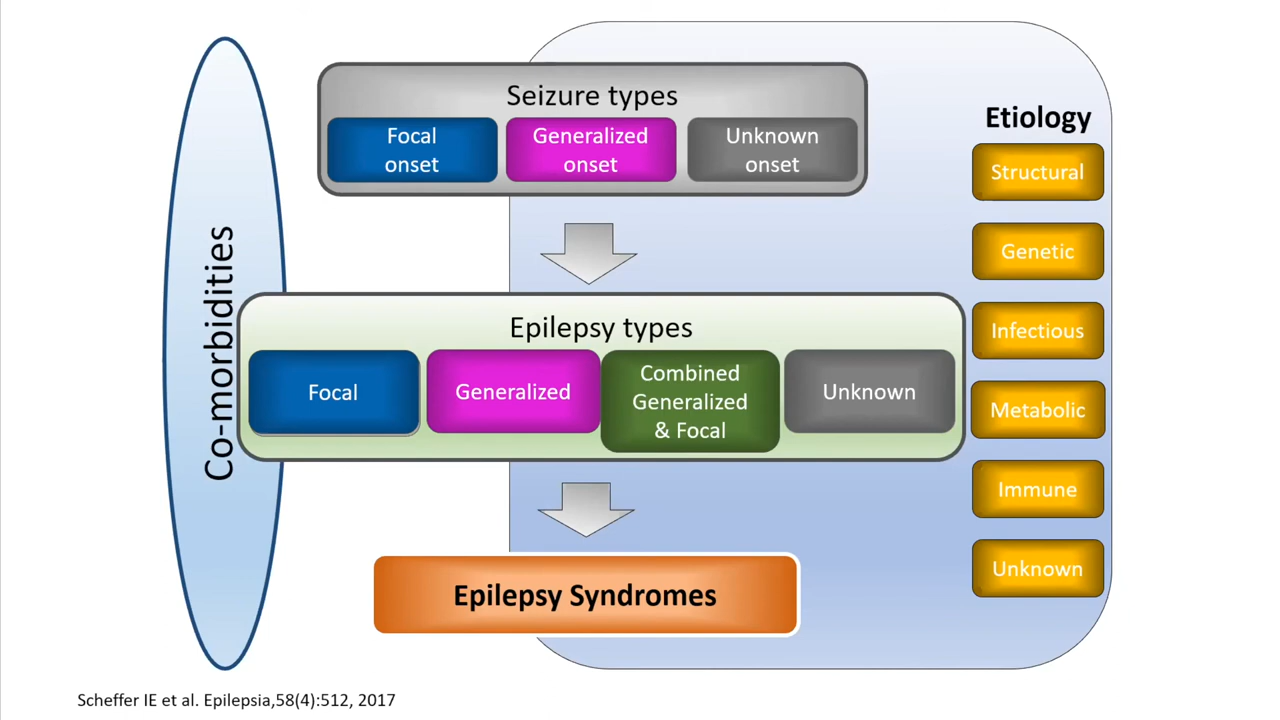 Seizure types
Focal
onset
Generalized
onset
Unknown
onset
Co-morbidities
Epilepsy types
Focal
Generalized
Combined
Generalized
& Focal
Unknown
Epilepsy Syndromes
Etiology
Structural
Genetic
Infectious
Metabolic
Immune
Unknown
Scheffer IE et al. Epilepsia,58(4):512, 2017